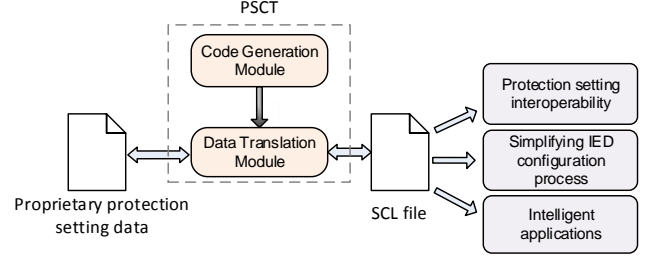 PSCT
Code Generation
Module
Data Translation
Module
Proprietary protection
setting data
SCL file
Protection setting
interoperability
Simplifying IED
configuration
process
Intelligent
applications